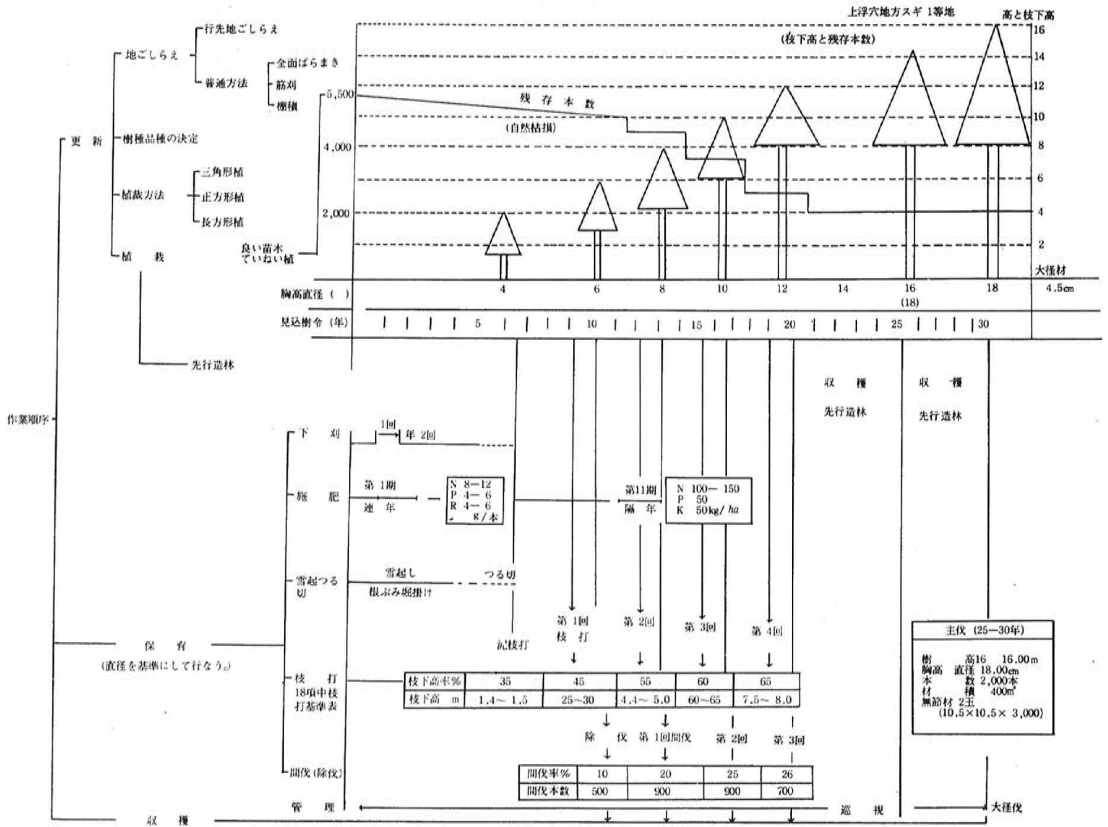 上浮穴地方スギ 1等地
高と枝下高
(枝下高と残存本数)
16
14
12
10
8
6
4
2
5,500
4,000
2,000
残存本数
(自然枯損)
大径材
胸高直径 ( )
4
6
8
10
12
14
16
(18)
18
4.5cm
見込樹令 (年)
5
10
15
20
25
30
作業順序
更新
地ごしらえ
行先地ごしらえ
普通方法
全面ばらまき
筋刈
棚積
樹種品種の決定
植裁方法
三角形植
正方形植
長方形植
植栽
良い苗木
ていねい植
先行造林
収穫
先行造林
収穫
先行造林
保育
(直径を基準にして行なう。)
下刈
1回
年2回
施肥
第1期
連年
N 8—12
P 4— 6
R 4— 6
g/本
第11期
隔年
N 100— 150
P 50
K 50kg/ha
雪起つる
切
雪起し
根ぶみ堀掛け
つる切
泥枝打
第1回
枝打
第2回
第3回
第4回
枝打
18項中枝
打基準表
枝下高率% 35 45 55 60 65
枝下高 m 1.4~ 1.5 25~30 4.4~ 5.0 60~65 7.5~ 8.0
除伐 第1回間伐 第2回 第3回
間伐(除伐)
間伐率% 10 20 25 26
間伐本数 500 900 900 700
主伐 (25—30年)
樹高16 16.00m
胸高直径 18.00cm
本数 2,000本
材積 400㎥
無節材 2玉
(10.5×10.5× 3,000)
管理
巡視
大径伐
収穫